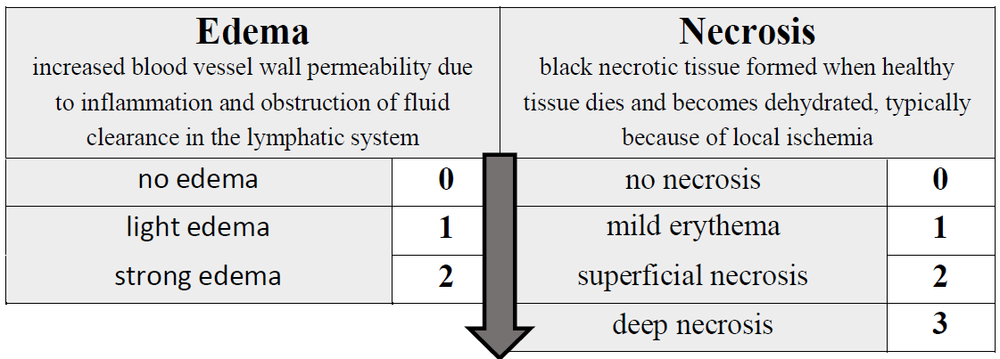 Edema
increased blood vessel wall permeability due
to inflammation and obstruction of fluid
clearance in the lymphatic system
Necrosis
black necrotic tissue formed when healthy
tissue dies and becomes dehydrated, typically
because of local ischemia
no edema 0 no necrosis 0
light edema 1 mild erythema 1
strong edema 2 superficial necrosis 2
deep necrosis 3